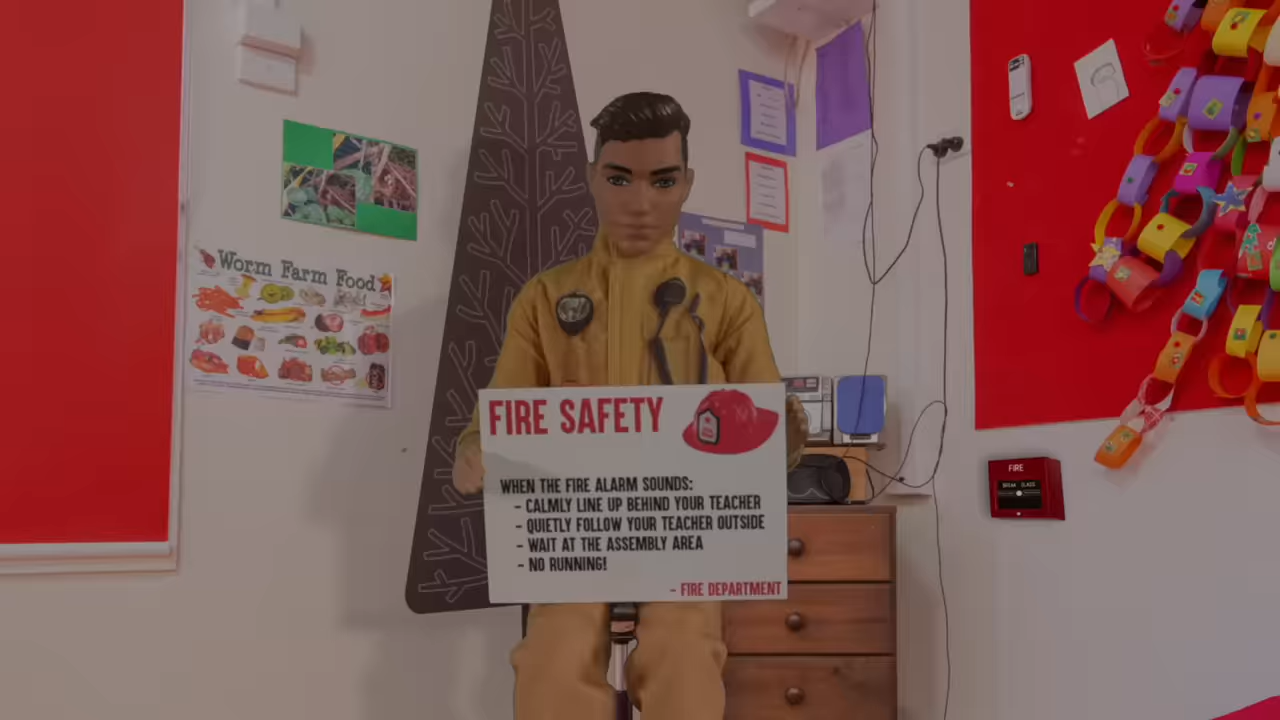 Worm Farm Food
FIRE SAFETY
WHEN THE FIRE ALARM SOUNDS:
- CALMLY LINE UP BEHIND YOUR TEACHER
- QUIETLY FOLLOW YOUR TEACHER OUTSIDE
- WAIT AT THE ASSEMBLY AREA
- NO RUNNING!
- FIRE DEPARTMENT
FIRE